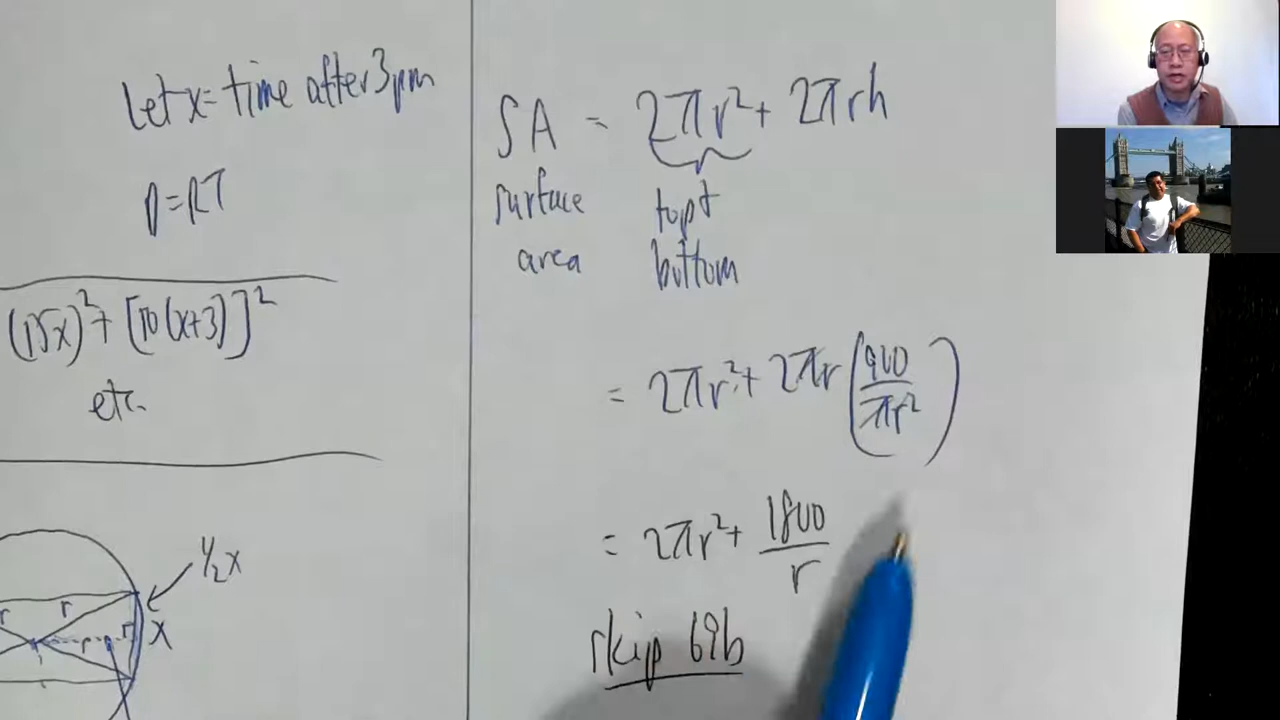 let x = time after 3pm
D = RT
(15x)² + [10(x+3)]²
etc.
½x
r
r
r
x
SA = 2πr² + 2πrh
surface
area
top &
bottom
= 2πr² + 2πr (900/πr²)
= 2πr² + 1800/r
skip 69b